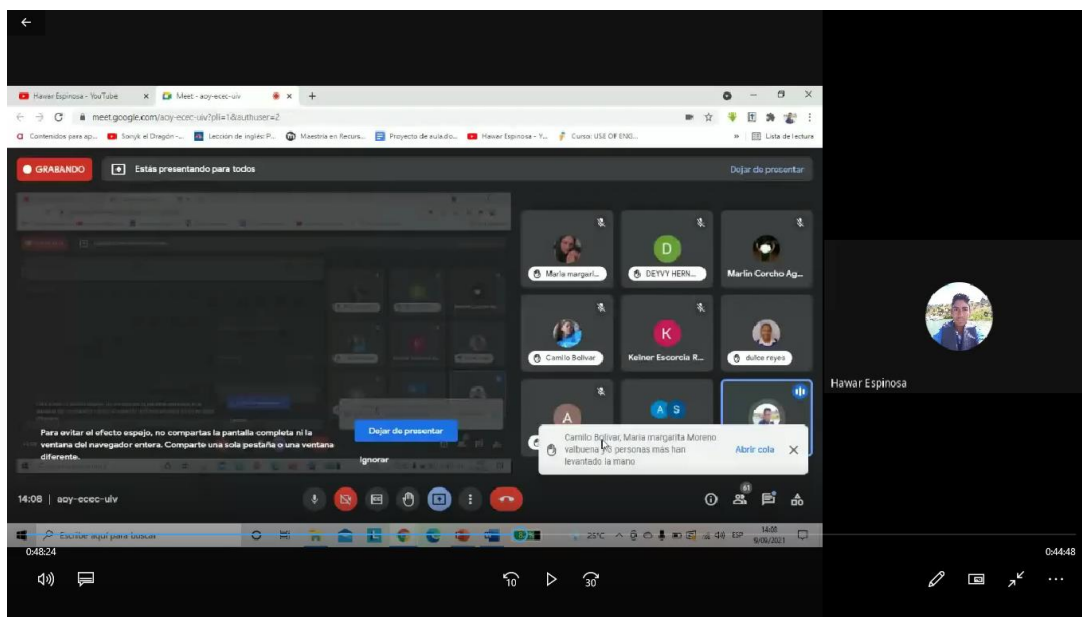 Hawar Espinosa - YouTube
Meet - aoy-ecec-uiv
meet.google.com/aoy-ecec-uiv?pli=1&authuser=2
Contenidos para ap...
Sonyk el Dragón -...
Lección de inglés: P...
Maestría en Recurs...
Proyecto de aula.do...
Hawar Espinosa - Y...
Curso: USE OF ENG...
»
Lista de lectura
GRABANDO
Estás presentando para todos
Dejar de presentar
Maria margari...
DEYVY HERN...
Marlin Corcho Ag...
D
Camilo Bolivar
Keiner Escorcia R...
dulce reyes
K
A
A S
Hawar Espinosa
Para evitar el efecto espejo, no compartas la pantalla completa ni la
ventana del navegador entera. Comparte una sola pestaña o una ventana
diferente.
Dejar de presentar
Ignorar
Camilo Bolivar, Maria margarita Moreno
valbuena y 6 personas más han
levantado la mano
Abrir cola
14:08 | aoy-ecec-uiv
61
Escribe aquí para buscar
25°C
ESP
14:08
9/08/2021
0:48:24
0:44:48
10
30